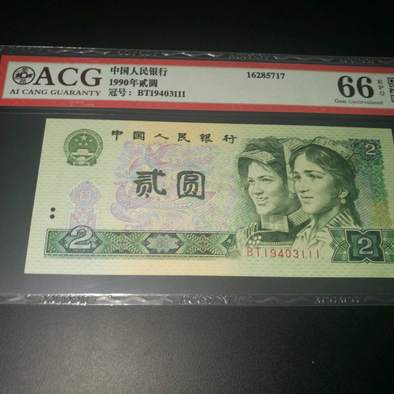 ACG
AI CANG GUARANTY
中国人民银行
1990年贰圆
冠号：BT19403111
16285717
66 EPQ
Gem Uncirculated
中国人民银行
贰圆
2
2
2
BT19403111
ACGACG